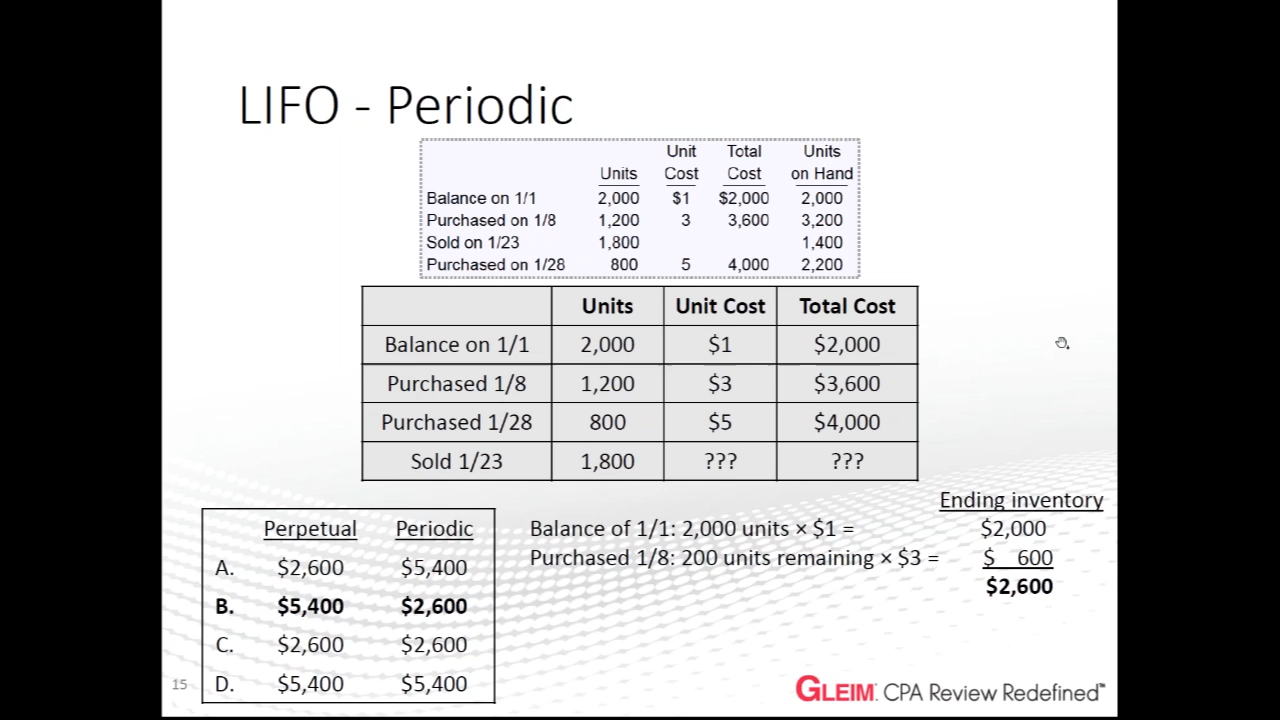 LIFO - Periodic
Unit Total Units
Units Cost Cost on Hand
Balance on 1/1 2,000 $1 $2,000 2,000
Purchased on 1/8 1,200 3 3,600 3,200
Sold on 1/23 1,800 1,400
Purchased on 1/28 800 5 4,000 2,200
Units Unit Cost Total Cost
Balance on 1/1 2,000 $1 $2,000
Purchased 1/8 1,200 $3 $3,600
Purchased 1/28 800 $5 $4,000
Sold 1/23 1,800 ??? ???
Perpetual Periodic
A. $2,600 $5,400
B. $5,400 $2,600
C. $2,600 $2,600
D. $5,400 $5,400
Ending inventory
Balance of 1/1: 2,000 units × $1 = $2,000
Purchased 1/8: 200 units remaining × $3 = $ 600
$2,600
15
GLEIM CPA Review Redefined™